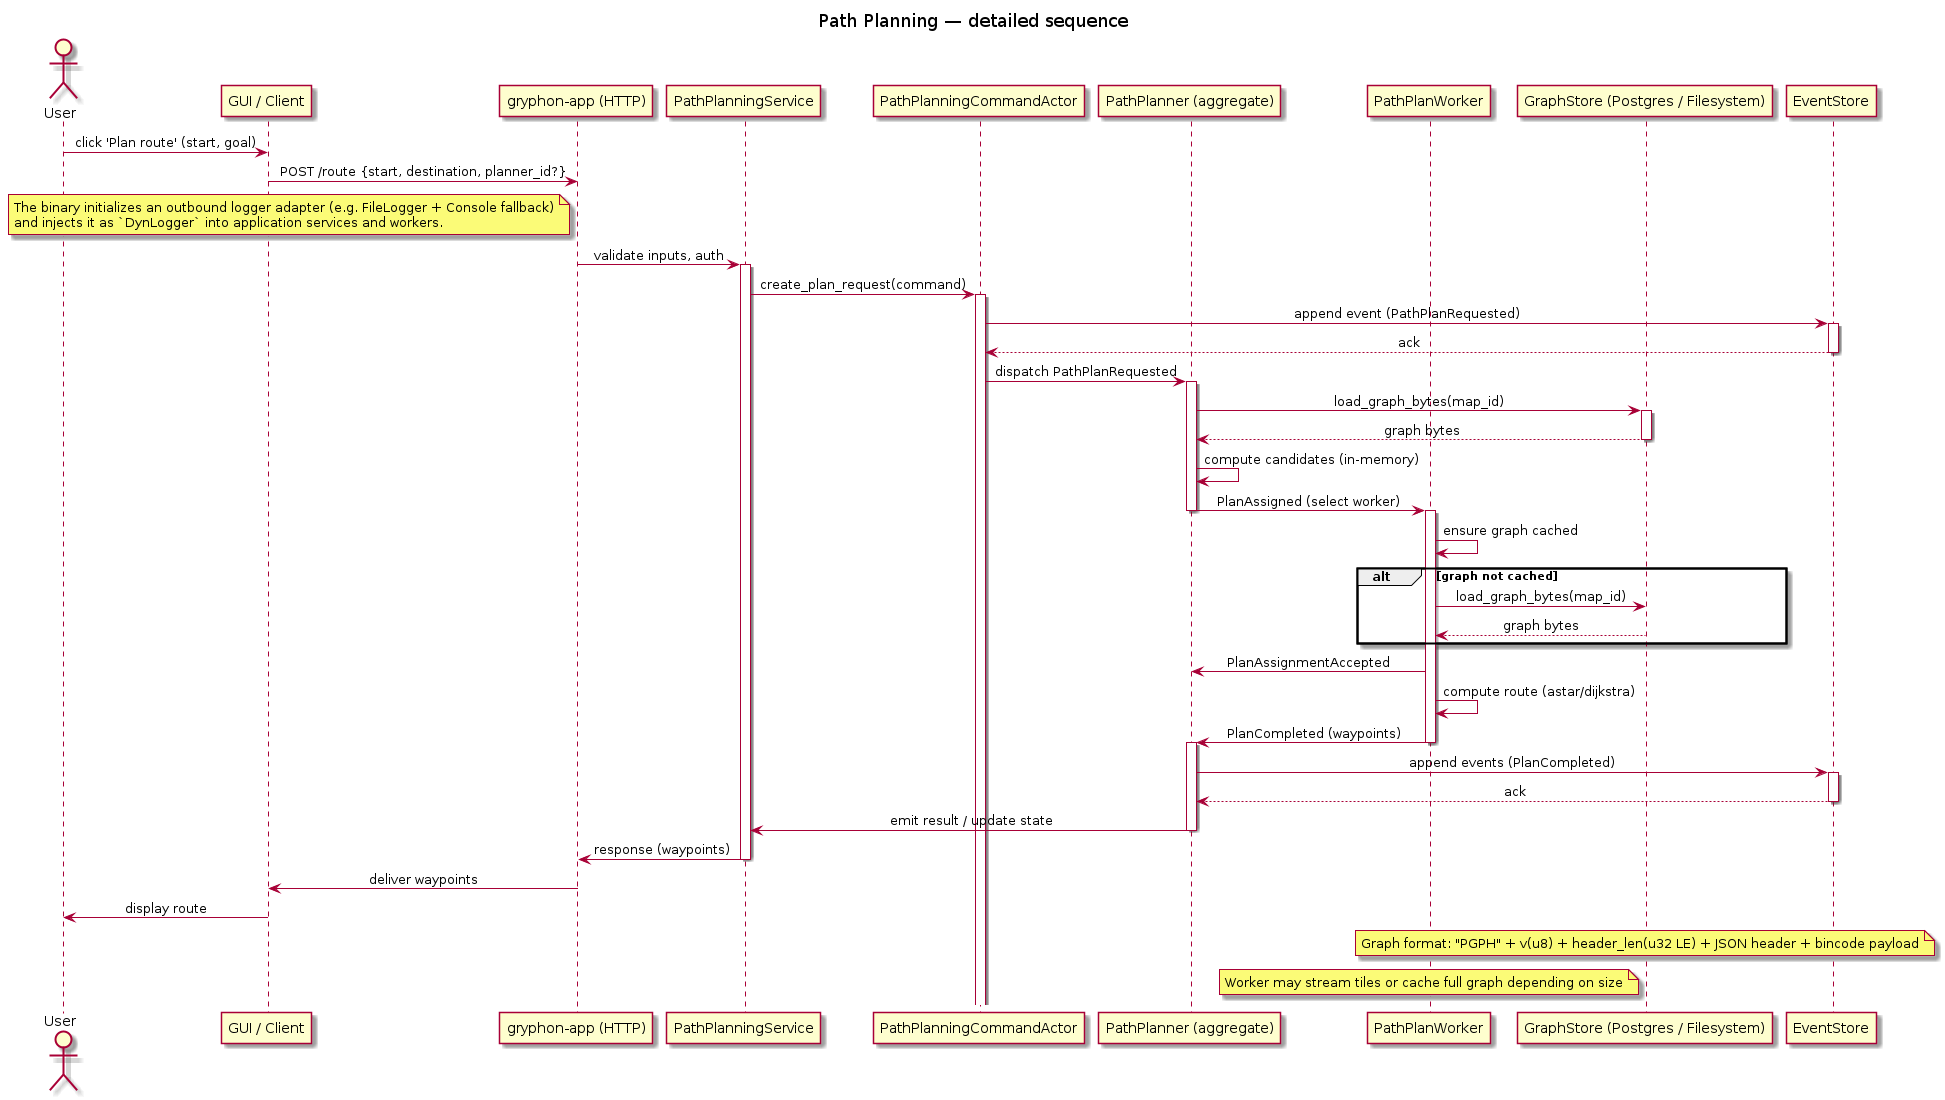 Path Planning — detailed sequence
User
GUI / Client
gryphon-app (HTTP)
PathPlanningService
PathPlanningCommandActor
PathPlanner (aggregate)
PathPlanWorker
GraphStore (Postgres / Filesystem)
EventStore
click 'Plan route' (start, goal)
POST /route {start, destination, planner_id?}
The binary initializes an outbound logger adapter (e.g. FileLogger + Console fallback)
and injects it as `DynLogger` into application services and workers.
validate inputs, auth
create_plan_request(command)
append event (PathPlanRequested)
ack
dispatch PathPlanRequested
load_graph_bytes(map_id)
graph bytes
compute candidates (in-memory)
PlanAssigned (select worker)
ensure graph cached
alt [graph not cached]
load_graph_bytes(map_id)
graph bytes
PlanAssignmentAccepted
compute route (astar/dijkstra)
PlanCompleted (waypoints)
append events (PlanCompleted)
ack
emit result / update state
response (waypoints)
deliver waypoints
display route
Graph format: "PGPH" + v(u8) + header_len(u32 LE) + JSON header + bincode payload
Worker may stream tiles or cache full graph depending on size
User
GUI / Client
gryphon-app (HTTP)
PathPlanningService
PathPlanningCommandActor
PathPlanner (aggregate)
PathPlanWorker
GraphStore (Postgres / Filesystem)
EventStore